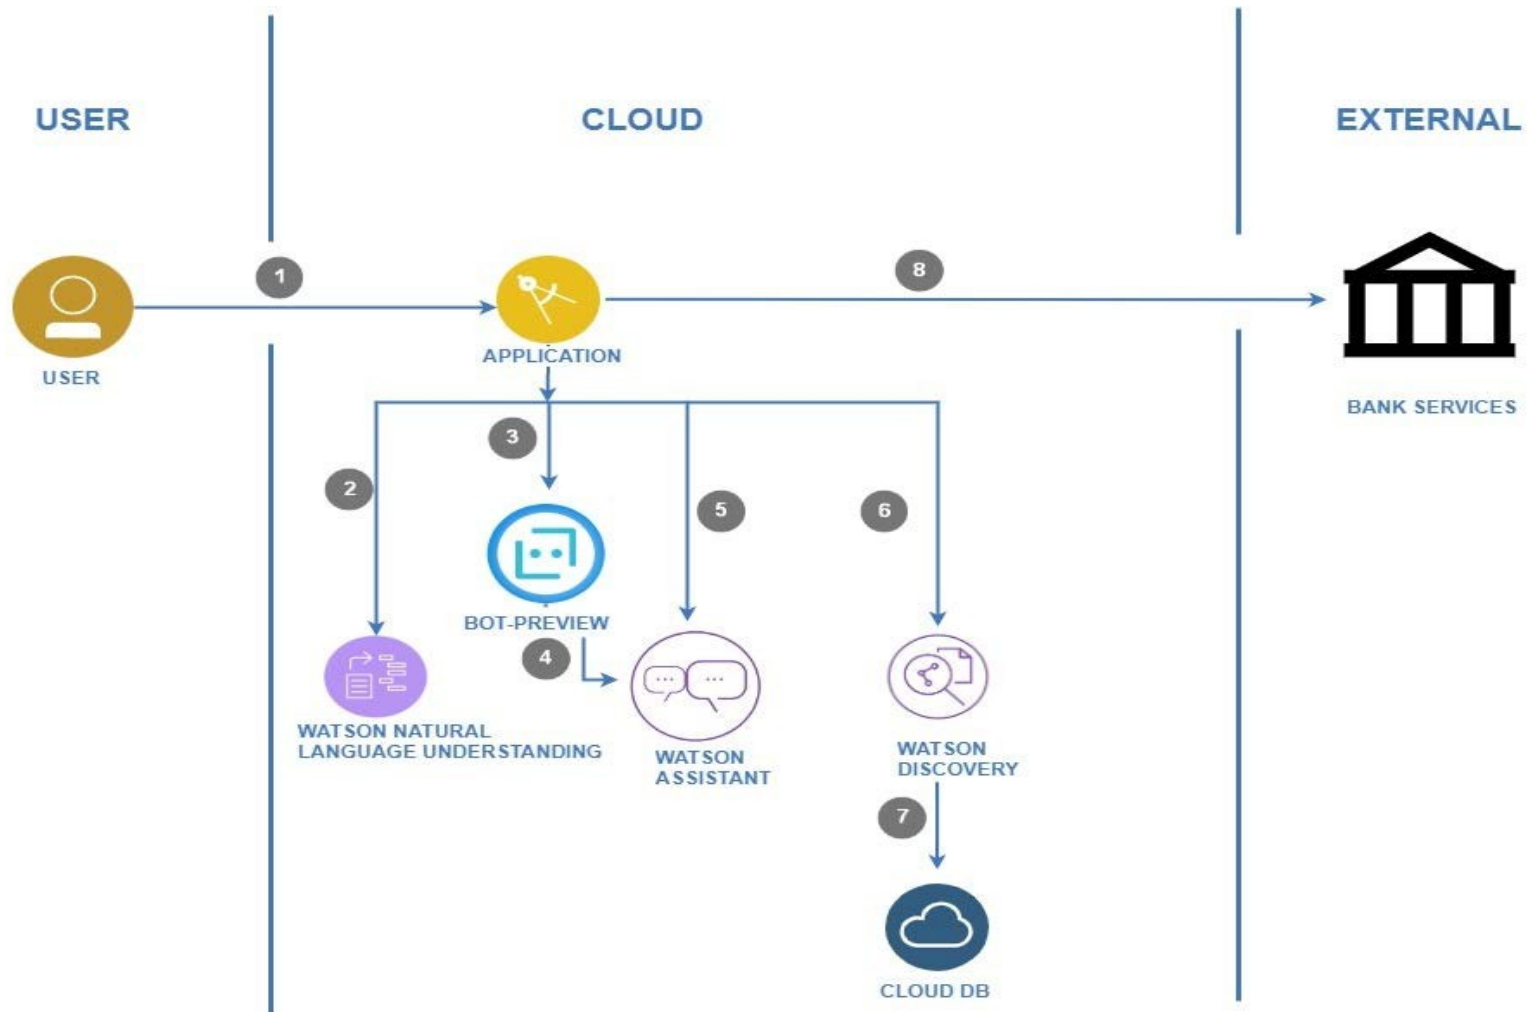 USER
CLOUD
EXTERNAL
1
8
USER
APPLICATION
BANK SERVICES
3
2
5
6
BOT-PREVIEW
4
WATSON NATURAL
LANGUAGE UNDERSTANDING
WATSON
ASSISTANT
WATSON
DISCOVERY
7
CLOUD DB